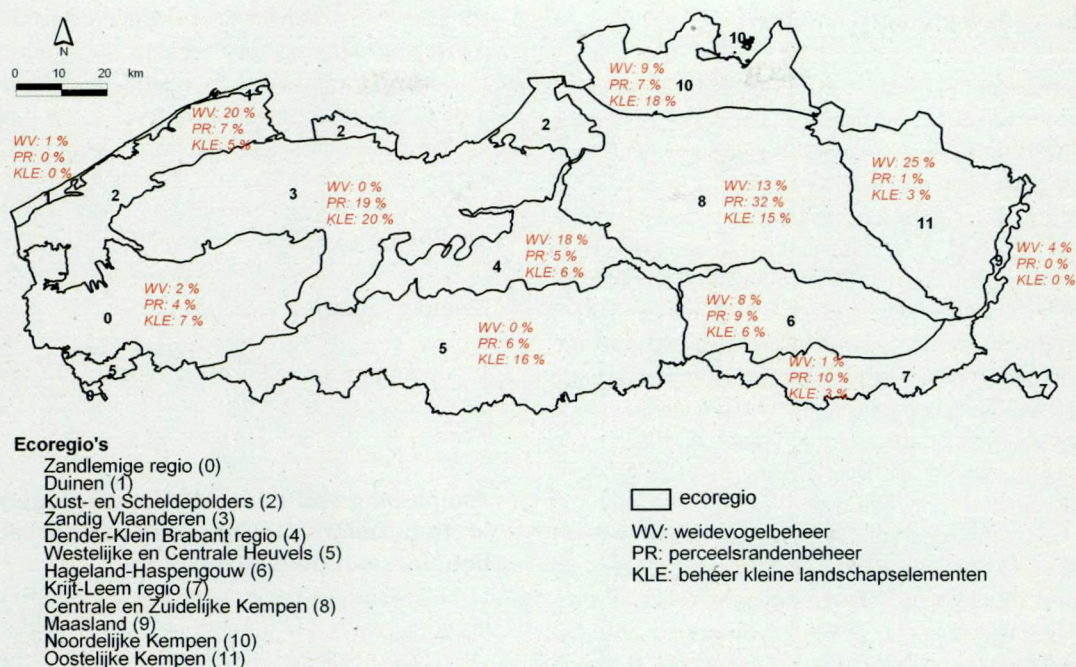 N
0 10 20 km
10
WV: 9 %
PR: 7 %
10
KLE: 18 %
WV: 20 %
PR: 7 %
KLE: 5 %
WV: 1 %
PR: 0 %
KLE: 0 %
1
2
2
2
3
WV: 0 %
PR: 19 %
KLE: 20 %
WV: 13 %
PR: 32 %
KLE: 15 %
8
WV: 25 %
PR: 1 %
KLE: 3 %
11
WV: 18 %
PR: 5 %
KLE: 6 %
4
9
WV: 4 %
PR: 0 %
KLE: 0 %
WV: 2 %
PR: 4 %
KLE: 7 %
0
WV: 8 %
PR: 9 %
KLE: 6 %
6
WV: 0 %
PR: 6 %
KLE: 16 %
5
WV: 1 %
PR: 10 %
KLE: 3 %
7
7
5
0
Ecoregio's
Zandlemige regio (0)
Duinen (1)
Kust- en Scheldepolders (2)
Zandig Vlaanderen (3)
Dender-Klein Brabant regio (4)
Westelijke en Centrale Heuvels (5)
Hageland-Haspengouw (6)
Krijt-Leem regio (7)
Centrale en Zuidelijke Kempen (8)
Maasland (9)
Noordelijke Kempen (10)
Oostelijke Kempen (11)
ecoregio
WV: weidevogelbeheer
PR: perceelsrandenbeheer
KLE: beheer kleine landschapselementen